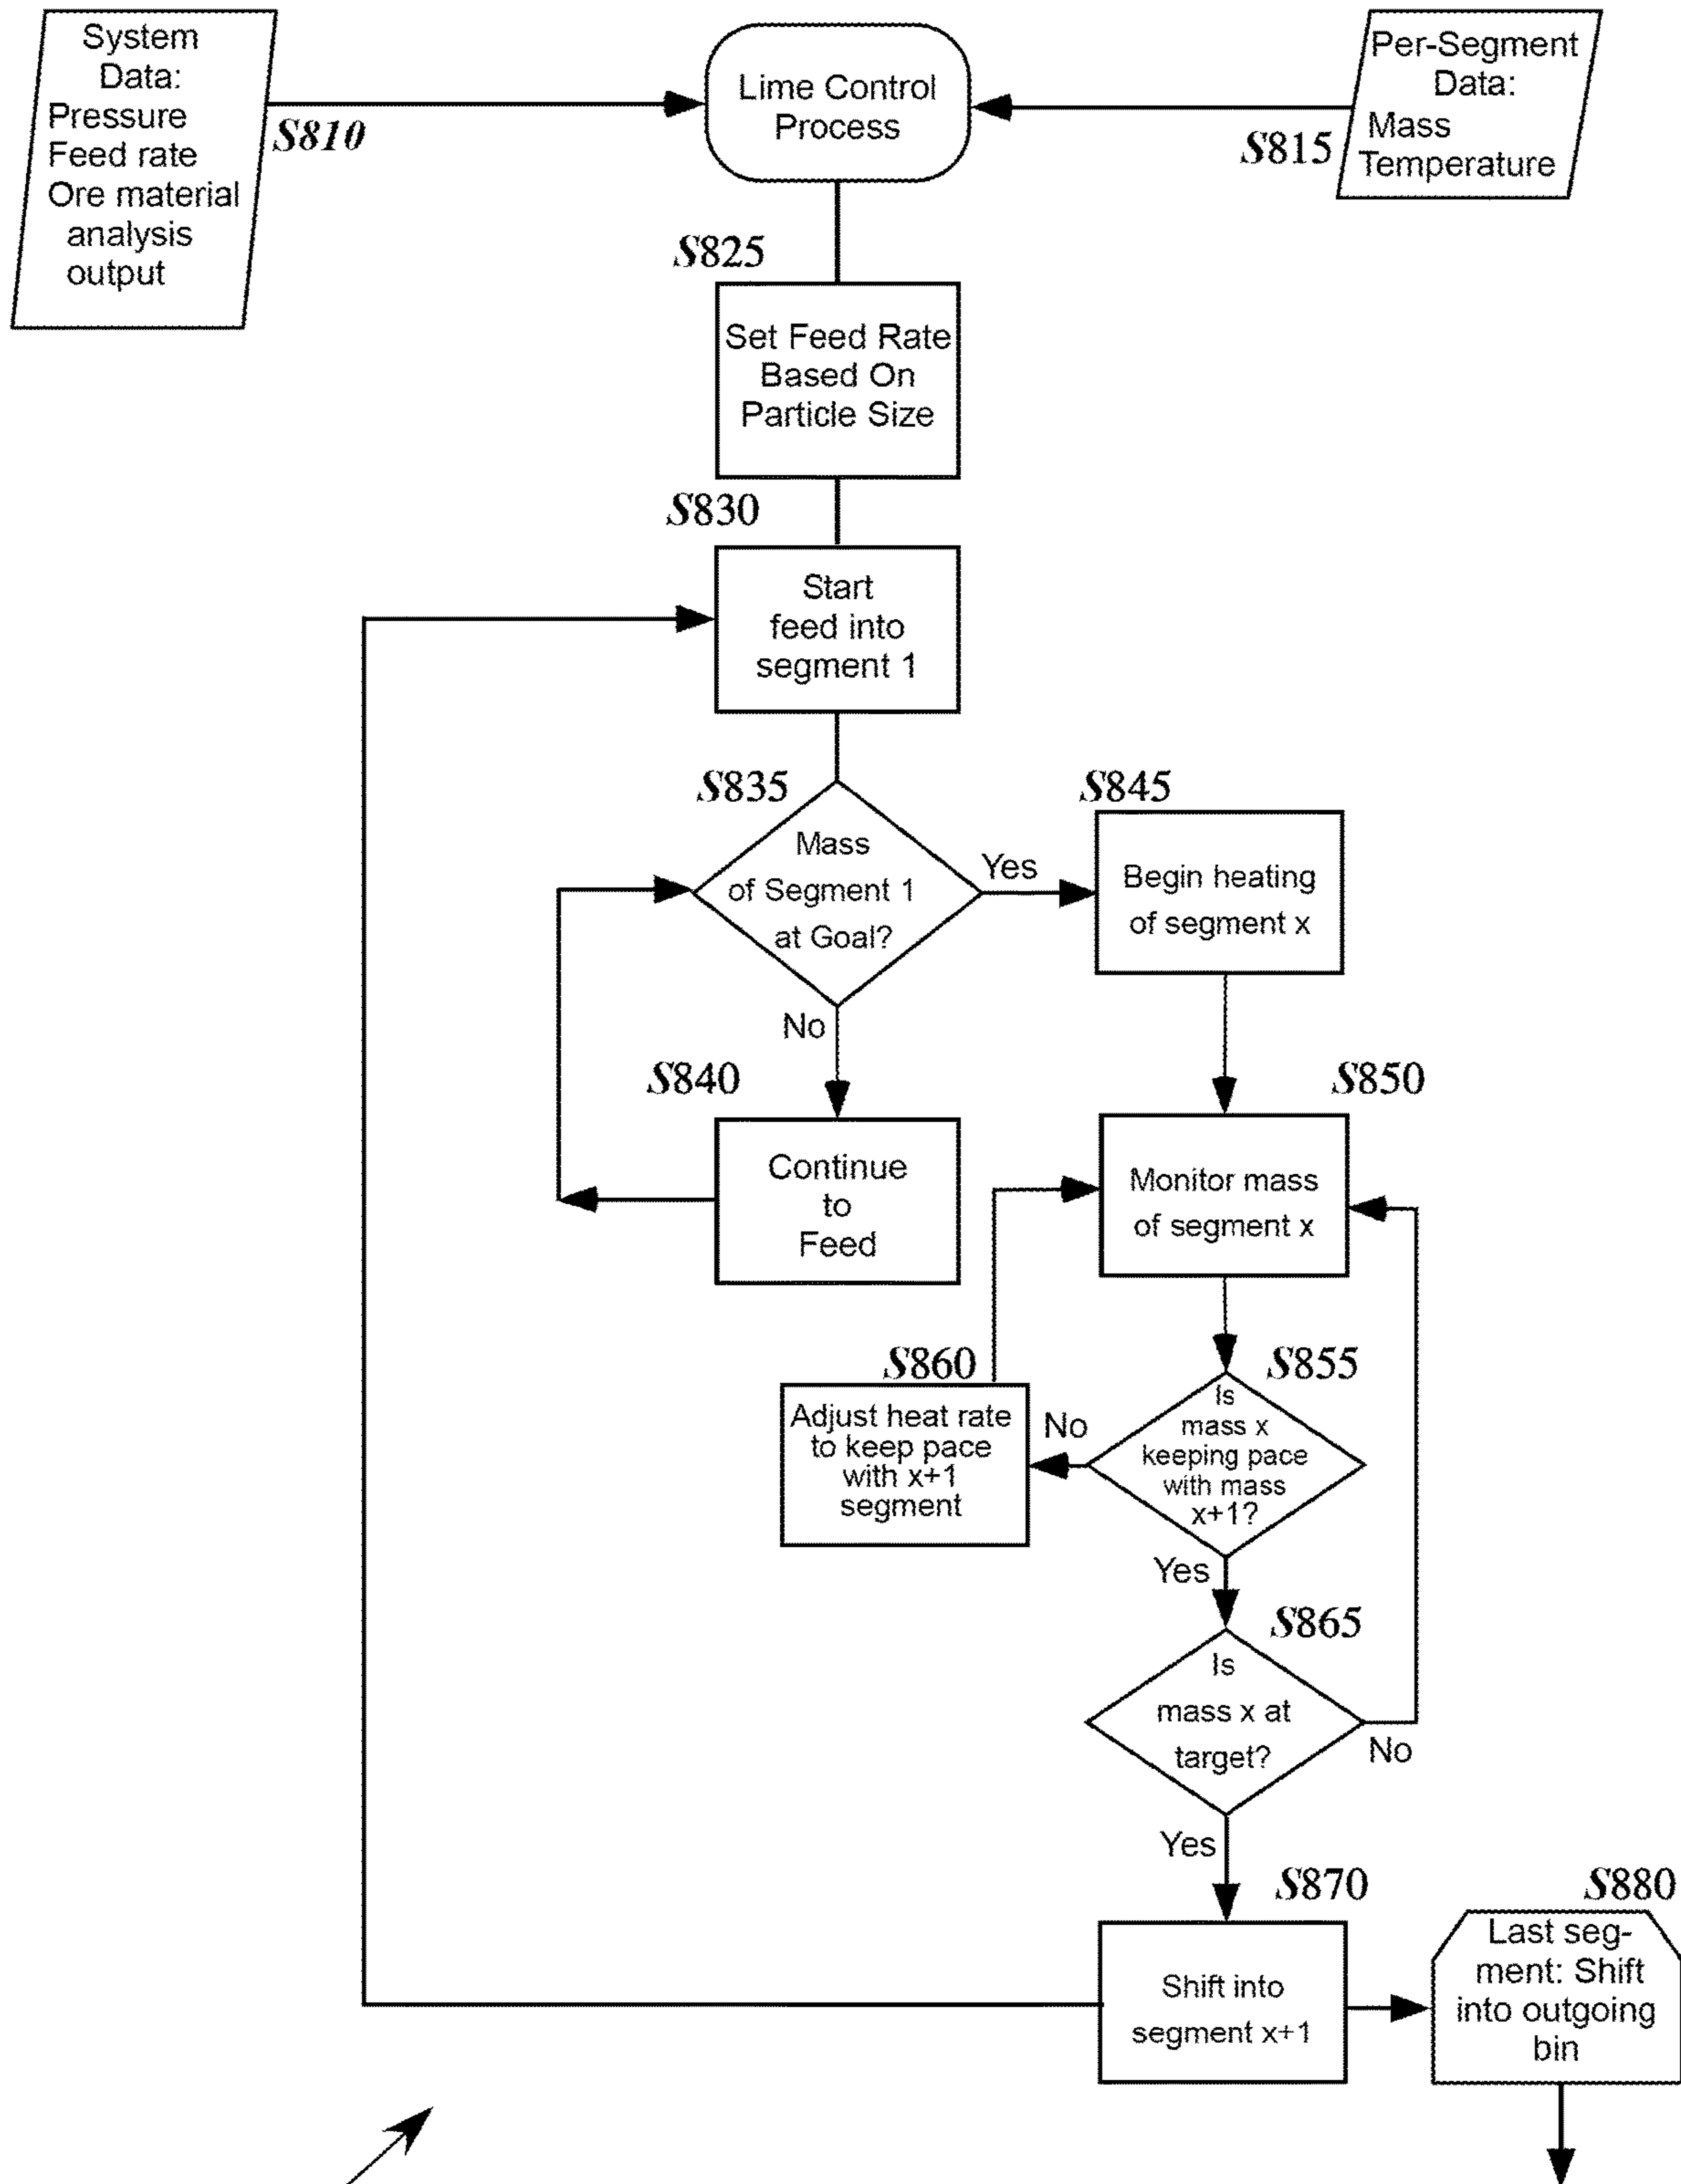 System
Data:
Pressure
Feed rate
Ore material
analysis
output
S810
Lime Control
Process
Per-Segment
Data:
Mass
Temperature
S815
S825
Set Feed Rate
Based On
Particle Size
S830
Start
feed into
segment 1
S835
Mass
of Segment 1
at Goal?
Yes
No
S845
Begin heating
of segment x
S840
Continue
to
Feed
S850
Monitor mass
of segment x
S860
Adjust heat rate
to keep pace
with x+1
segment
S855
Is
mass x
keeping pace
with mass
x+1?
No
Yes
S865
Is
mass x at
target?
No
Yes
S870
Shift into
segment x+1
S880
Last seg-
ment: Shift
into outgoing
bin